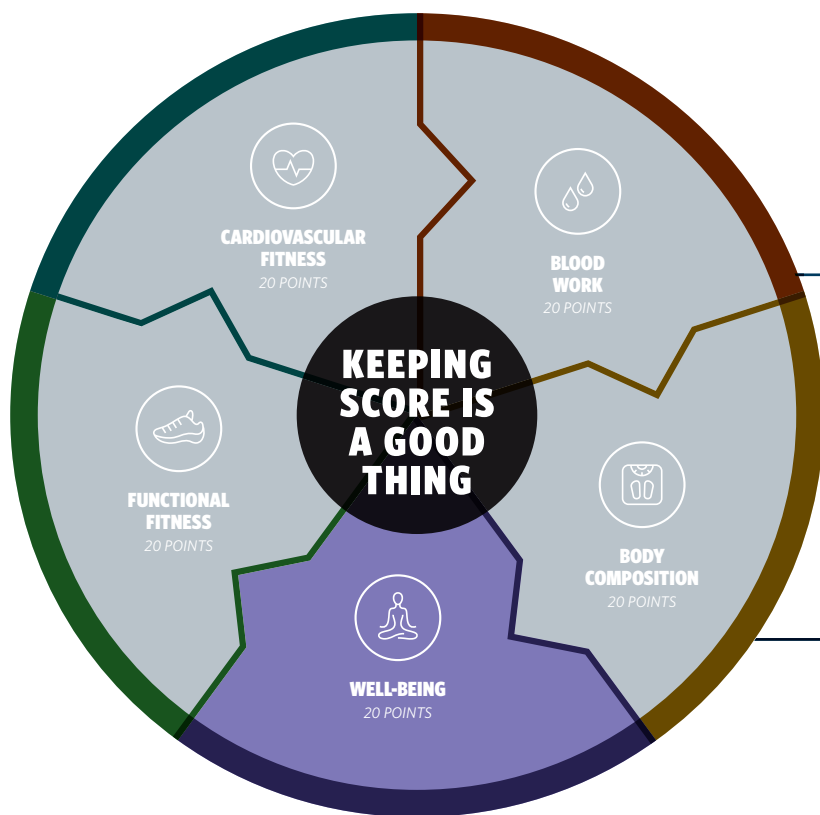 CARDIOVASCULAR
FITNESS
20 POINTS
BLOOD
WORK
20 POINTS
KEEPING
SCORE IS
A GOOD
THING
FUNCTIONAL
FITNESS
20 POINTS
BODY
COMPOSITION
20 POINTS
WELL-BEING
20 POINTS